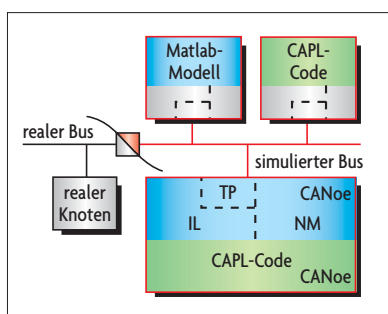 Matlab-
Modell
CAPL-
Code
realer Bus
simulierter Bus
realer
Knoten
TP
CANoe
IL
NM
CAPL-Code
CANoe